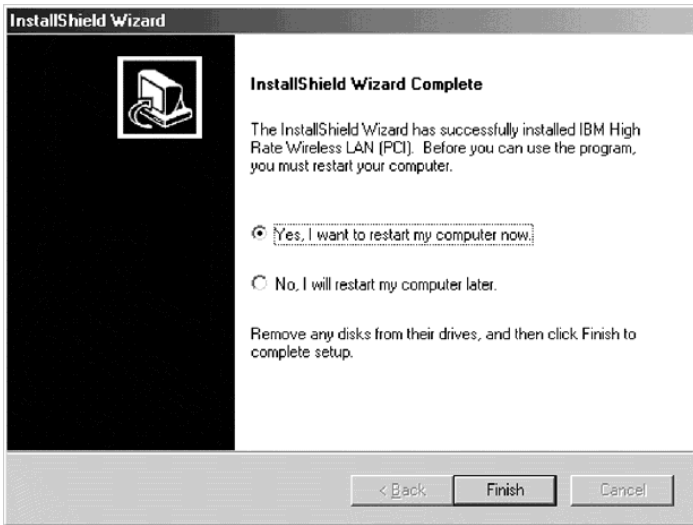 InstallShield Wizard
InstallShield Wizard Complete
The InstallShield Wizard has successfully installed IBM High
Rate Wireless LAN (PCI). Before you can use the program,
you must restart your computer.
Yes, I want to restart my computer now.
No, I will restart my computer later.
Remove any disks from their drives, and then click Finish to
complete setup.
< Back Finish Cancel